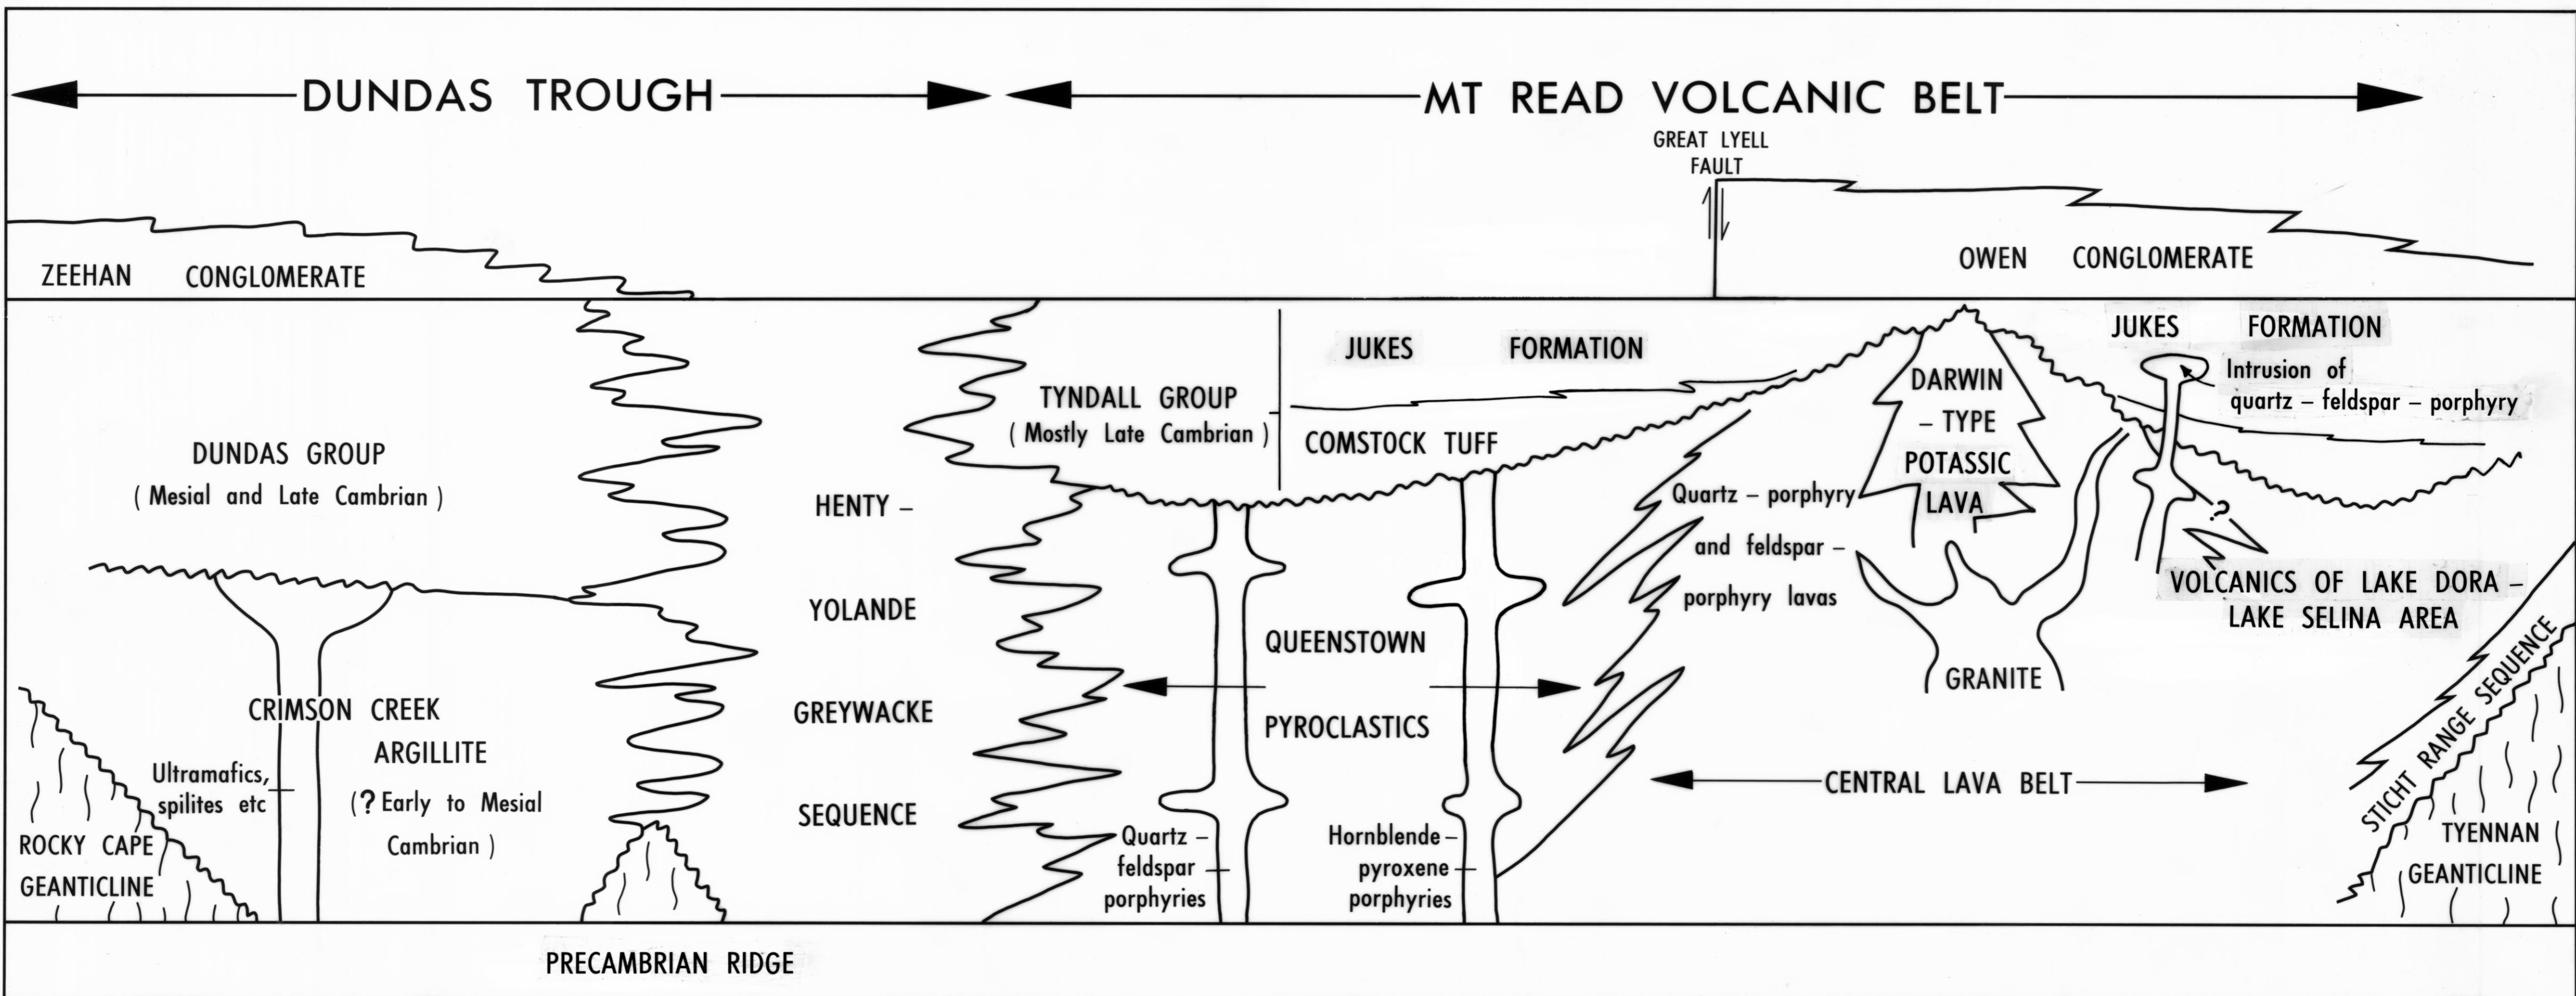 DUNDAS TROUGH
MT READ VOLCANIC BELT
GREAT LYELL
FAULT
ZEEHAN CONGLOMERATE
OWEN CONGLOMERATE
DUNDAS GROUP
( Mesial and Late Cambrian )
CRIMSON CREEK
ARGILLITE
(? Early to Mesial
Cambrian )
Ultramafics,
spilites etc
ROCKY CAPE
GEANTICLINE
HENTY –
YOLANDE
GREYWACKE
SEQUENCE
TYNDALL GROUP
( Mostly Late Cambrian )
JUKES FORMATION
COMSTOCK TUFF
QUEENSTOWN
PYROCLASTICS
Quartz –
feldspar
porphyries
Hornblende –
pyroxene
porphyries
Quartz – porphyry
and feldspar –
porphyry lavas
DARWIN
– TYPE
POTASSIC
LAVA
GRANITE
CENTRAL LAVA BELT
JUKES FORMATION
Intrusion of
quartz – feldspar – porphyry
?
VOLCANICS OF LAKE DORA –
LAKE SELINA AREA
STICHT RANGE SEQUENCE
TYENNAN
GEANTICLINE
PRECAMBRIAN RIDGE